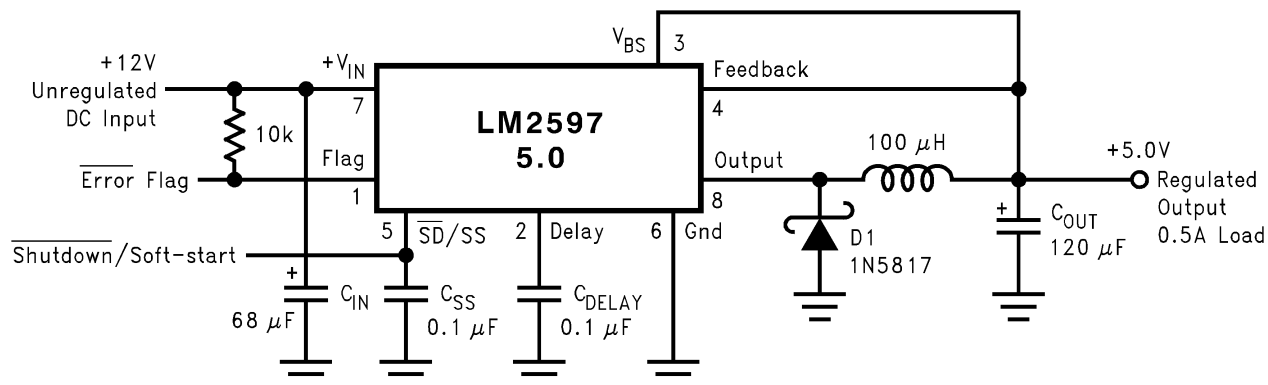 V_BS 3
+12V
Unregulated
DC Input
+V_IN
7
Feedback
4
LM2597
5.0
10k
100 μH
+5.0V
Error Flag
Flag
1
Output
8
Regulated
Output
0.5A Load
5 SD/SS
2 Delay
6 Gnd
D1
1N5817
+
C_OUT
120 μF
Shutdown/Soft-start
+
C_IN
68 μF
C_SS
0.1 μF
C_DELAY
0.1 μF